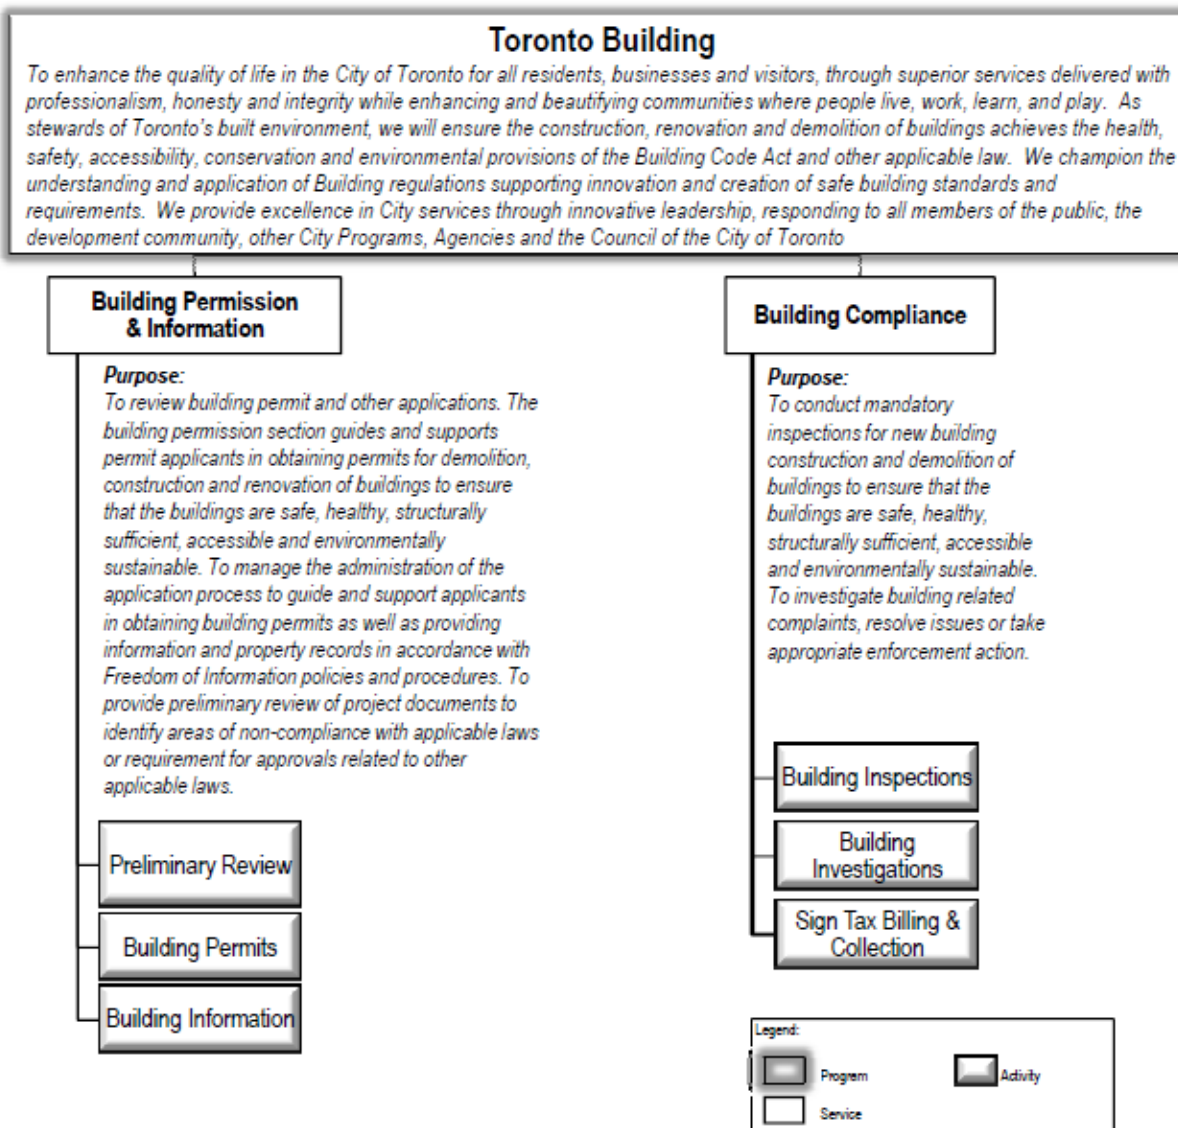 Toronto Building
To enhance the quality of life in the City of Toronto for all residents, businesses and visitors, through superior services delivered with
professionalism, honesty and integrity while enhancing and beautifying communities where people live, work, learn, and play. As
stewards of Toronto's built environment, we will ensure the construction, renovation and demolition of buildings achieves the health,
safety, accessibility, conservation and environmental provisions of the Building Code Act and other applicable law. We champion the
understanding and application of Building regulations supporting innovation and creation of safe building standards and
requirements. We provide excellence in City services through innovative leadership, responding to all members of the public, the
development community, other City Programs, Agencies and the Council of the City of Toronto
Building Permission
& Information
Purpose:
To review building permit and other applications. The
building permission section guides and supports
permit applicants in obtaining permits for demolition,
construction and renovation of buildings to ensure
that the buildings are safe, healthy, structurally
sufficient, accessible and environmentally
sustainable. To manage the administration of the
application process to guide and support applicants
in obtaining building permits as well as providing
information and property records in accordance with
Freedom of Information policies and procedures. To
provide preliminary review of project documents to
identify areas of non-compliance with applicable laws
or requirement for approvals related to other
applicable laws.
Preliminary Review
Building Permits
Building Information
Building Compliance
Purpose:
To conduct mandatory
inspections for new building
construction and demolition of
buildings to ensure that the
buildings are safe, healthy,
structurally sufficient, accessible
and environmentally sustainable.
To investigate building related
complaints, resolve issues or take
appropriate enforcement action.
Building Inspections
Building
Investigations
Sign Tax Billing &
Collection
Legend:
Program
Activity
Service